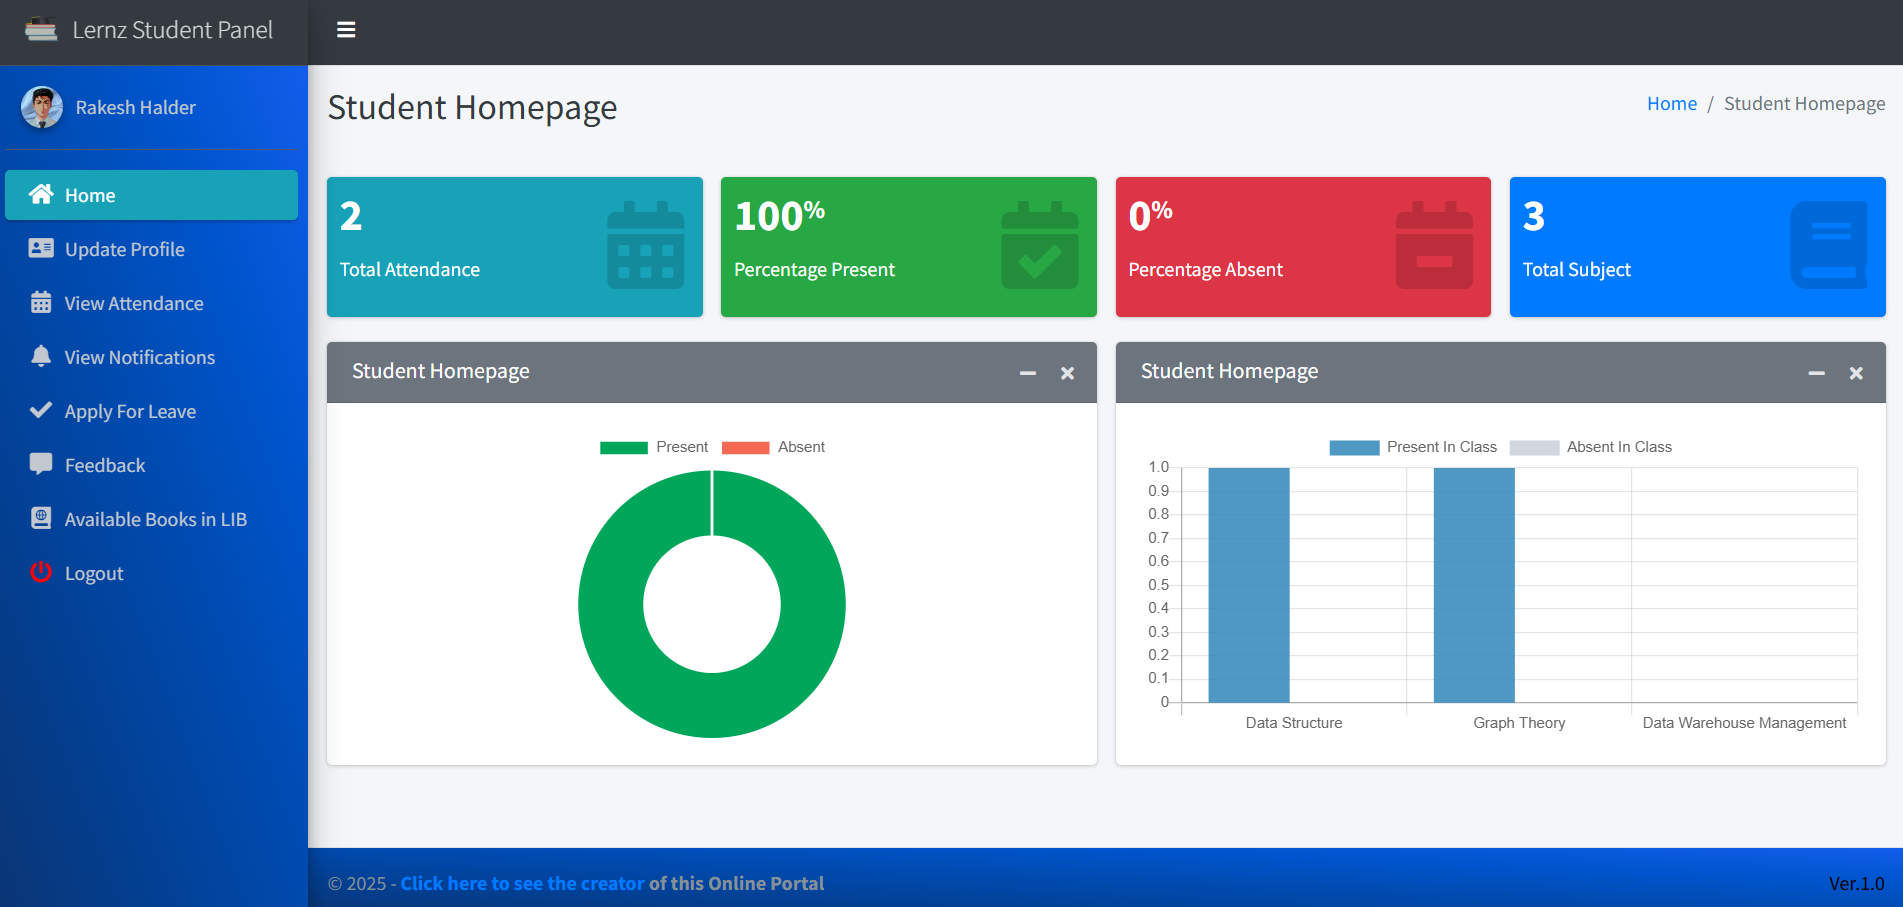 Lernz Student Panel
Rakesh Halder
Home
Update Profile
View Attendance
View Notifications
Apply For Leave
Feedback
Available Books in LIB
Logout
Student Homepage
Home / Student Homepage
2
Total Attendance
100%
Percentage Present
0%
Percentage Absent
3
Total Subject
Student Homepage
Present Absent
Student Homepage
Present In Class Absent In Class
1.0
0.9
0.8
0.7
0.6
0.5
0.4
0.3
0.2
0.1
0
Data Structure Graph Theory Data Warehouse Management
© 2025 - Click here to see the creator of this Online Portal
Ver.1.0